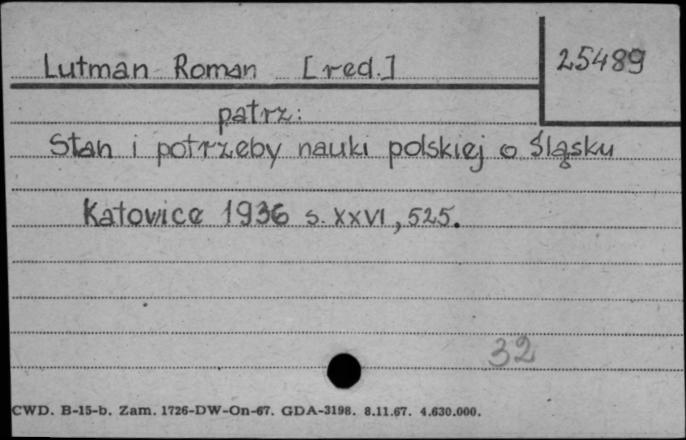 Lutman Roman [red.]
25489
patrz:
Stan i potrzeby nauki polskiej o Śląsku
Katowice 1936 s. XXVI, 525.
32
CWD. B-15-b. Zam. 1726-DW-On-67. GDA-3198. 8.11.67. 4.630.000.